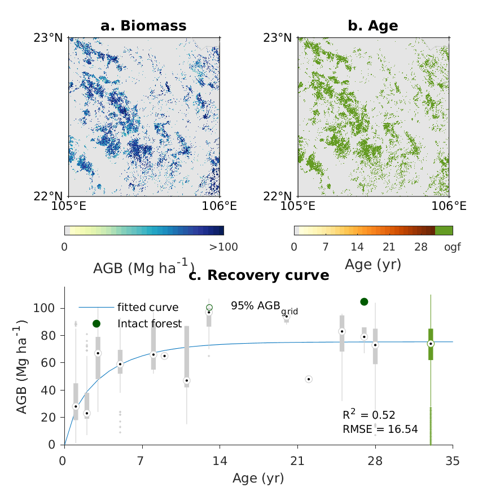 a. Biomass
b. Age
23°N
23°N
22°N
22°N
105°E
106°E
105°E
106°E
0
>100
0 7 14 21 28 ogf
AGB (Mg ha⁻¹)
Age (yr)
c. Recovery curve
fitted curve
95% AGBgrid
Intact forest
100
80
60
40
20
0
AGB (Mg ha⁻¹)
R² = 0.52
RMSE = 16.54
0 7 14 21 28 35
Age (yr)